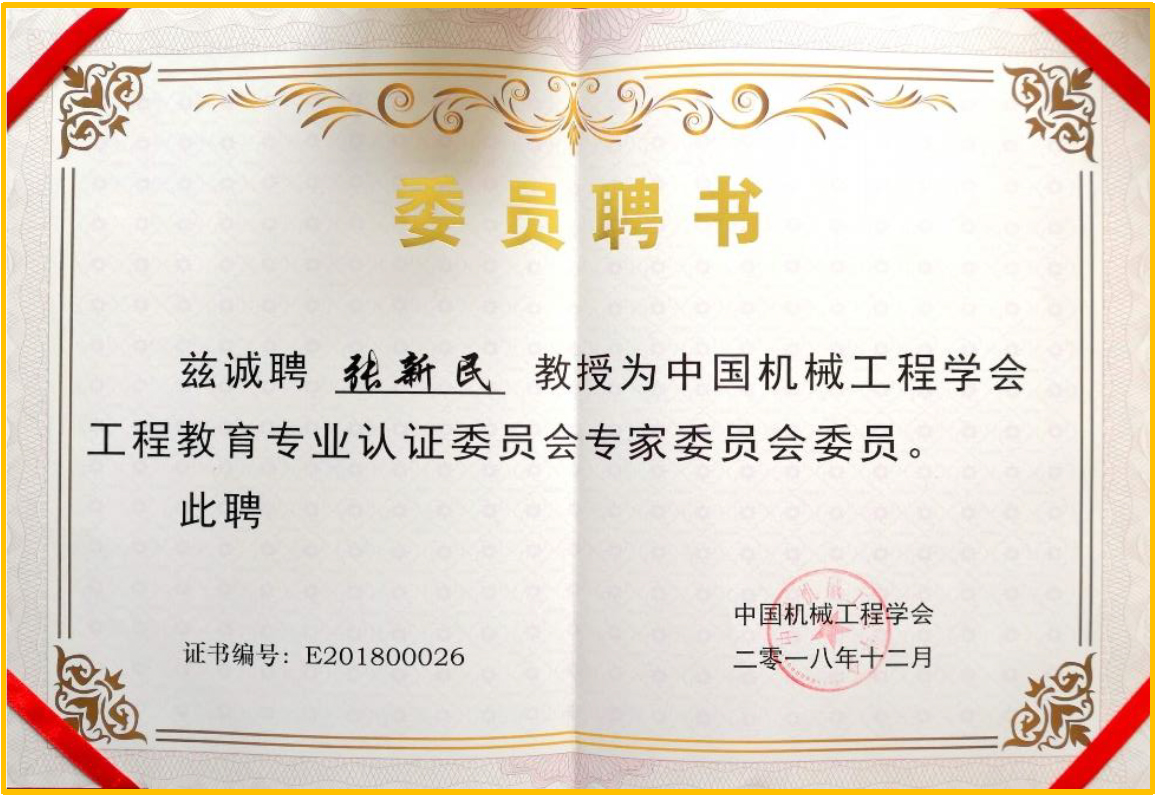 委员聘书
兹诚聘 张新民 教授为中国机械工程学会
工程教育专业认证委员会专家委员会委员。
此聘
中国机械工程学会
证书编号：E201800026
二零一八年十二月